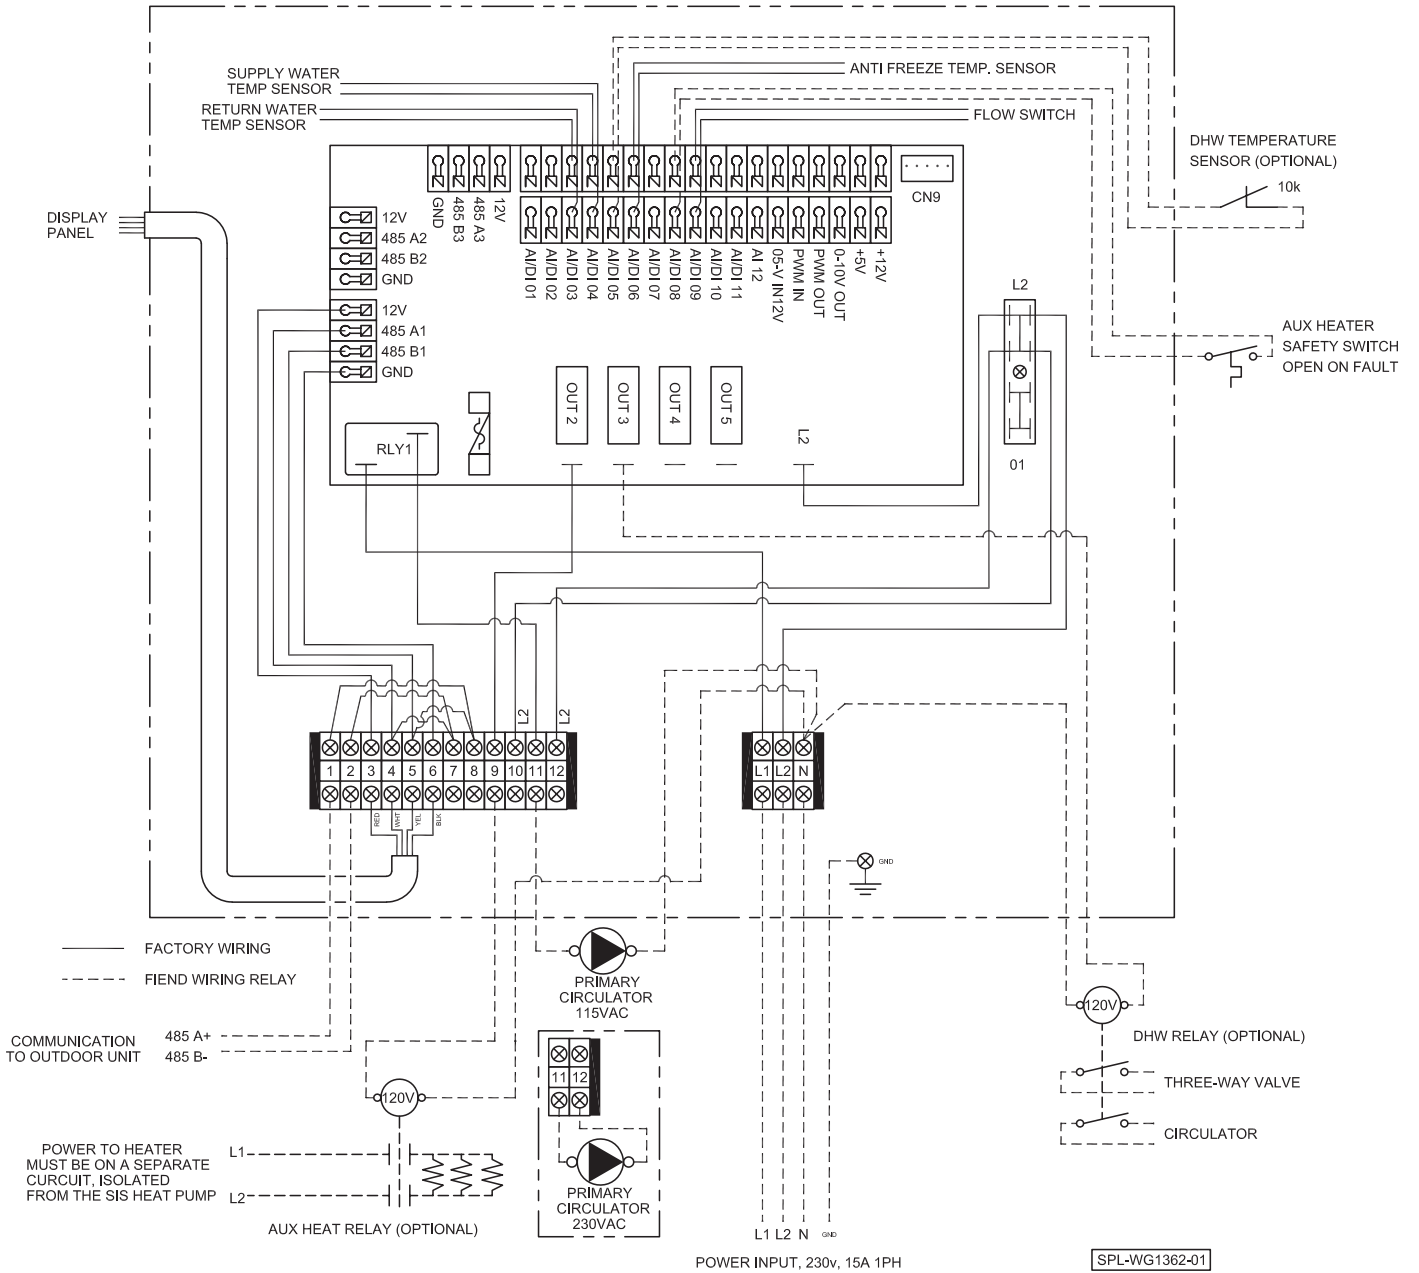 SUPPLY WATER
TEMP SENSOR
RETURN WATER
TEMP SENSOR
ANTI FREEZE TEMP. SENSOR
FLOW SWITCH
DHW TEMPERATURE
SENSOR (OPTIONAL)
10k
DISPLAY
PANEL
GND
485 B3
485 A3
12V
CN9
12V
485 A2
485 B2
GND
12V
485 A1
485 B1
GND
AI/DI 01
AI/DI 02
AI/DI 03
AI/DI 04
AI/DI 05
AI/DI 06
AI/DI 07
AI/DI 08
AI/DI 09
AI/DI 10
AI/DI 11
AI 12
05-V IN12V
PWM IN
PWM OUT
0-10V OUT
+5V
+12V
L2
01
AUX HEATER
SAFETY SWITCH
OPEN ON FAULT
RLY1
OUT 2
OUT 3
OUT 4
OUT 5
L2
L2
L2
1 2 3 4 5 6 7 8 9 10 11 12
L1 L2 N
RED
WHT
YEL
BLK
GND
FACTORY WIRING
FIEND WIRING RELAY
COMMUNICATION
TO OUTDOOR UNIT
485 A+
485 B-
PRIMARY
CIRCULATOR
115VAC
11 12
PRIMARY
CIRCULATOR
230VAC
120V
DHW RELAY (OPTIONAL)
THREE-WAY VALVE
CIRCULATOR
120V
POWER TO HEATER
MUST BE ON A SEPARATE
CURCUIT, ISOLATED
FROM THE SIS HEAT PUMP
L1
L2
AUX HEAT RELAY (OPTIONAL)
L1 L2 N GND
POWER INPUT, 230v, 15A 1PH
SPL-WG1362-01